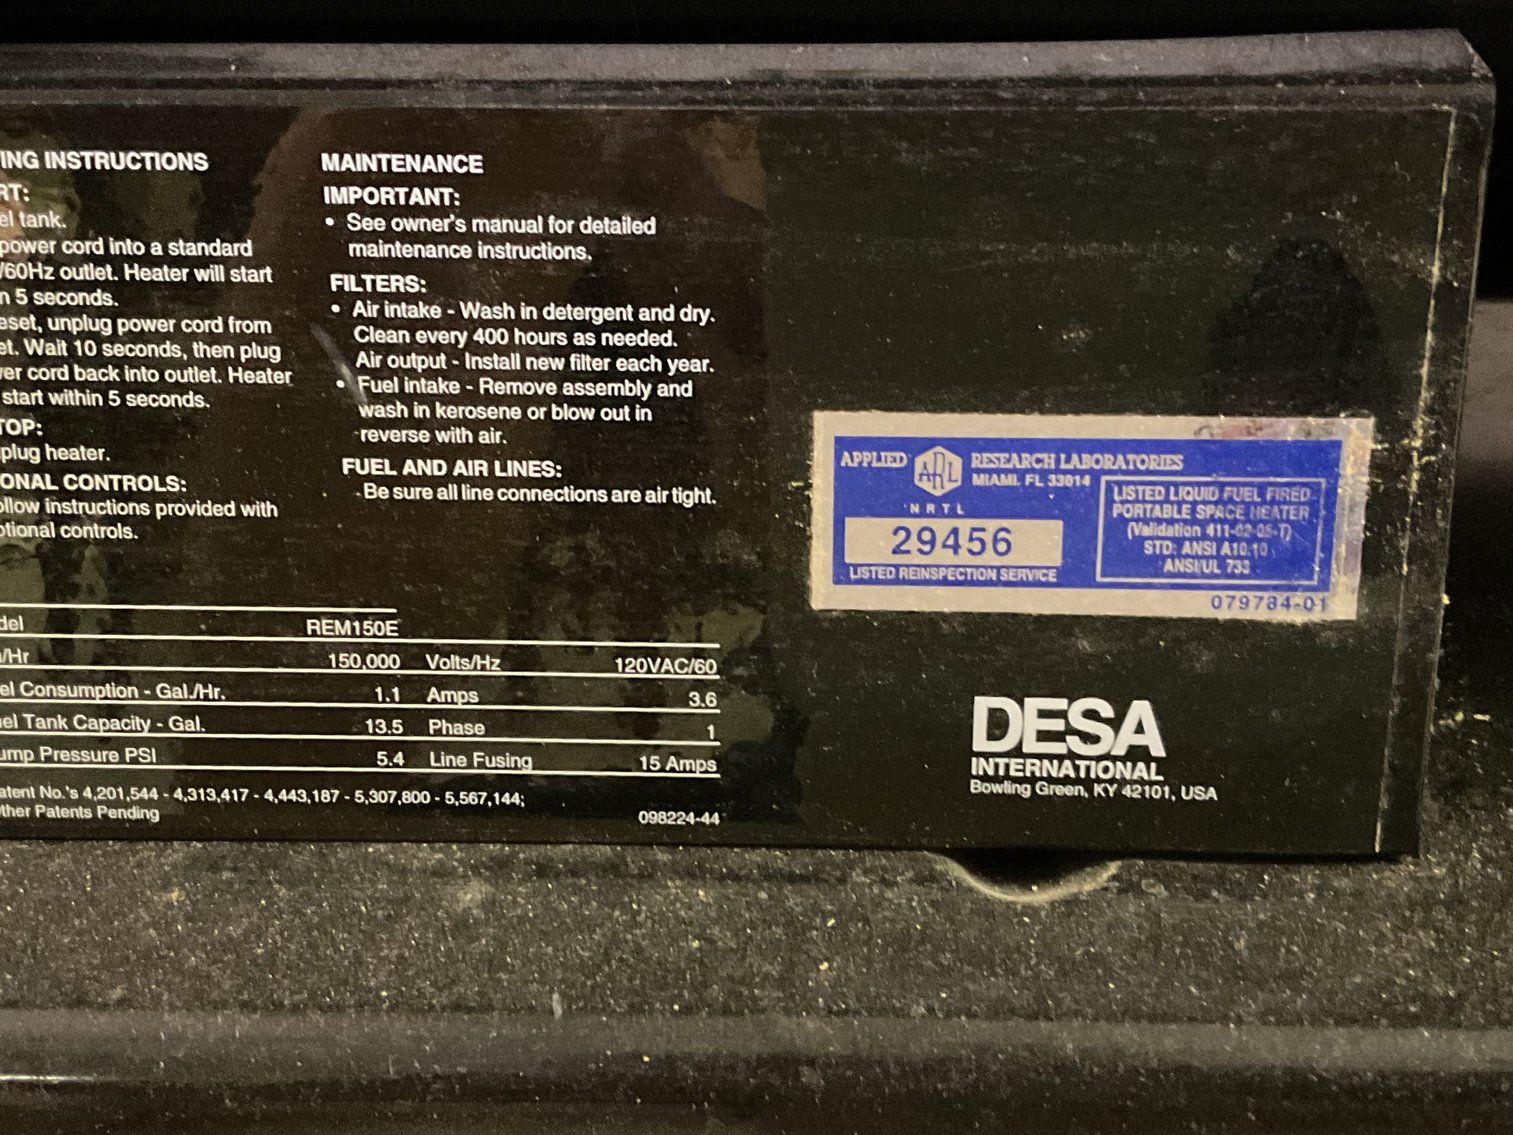 ING INSTRUCTIONS
RT:
el tank.
power cord into a standard
/60Hz outlet. Heater will start
n 5 seconds.
eset, unplug power cord from
et. Wait 10 seconds, then plug
er cord back into outlet. Heater
start within 5 seconds.
TOP:
plug heater.
ONAL CONTROLS:
ollow instructions provided with
otional controls.
MAINTENANCE
IMPORTANT:
• See owner's manual for detailed
maintenance instructions.
FILTERS:
• Air intake - Wash in detergent and dry.
Clean every 400 hours as needed.
Air output - Install new filter each year.
• Fuel intake - Remove assembly and
wash in kerosene or blow out in
reverse with air.
FUEL AND AIR LINES:
Be sure all line connections are air tight.
del REM150E
/Hr 150,000 Volts/Hz 120VAC/60
el Consumption - Gal./Hr. 1.1 Amps 3.6
el Tank Capacity - Gal. 13.5 Phase 1
ump Pressure PSI 5.4 Line Fusing 15 Amps
atent No.'s 4,201,544 - 4,313,417 - 4,443,187 - 5,307,800 - 5,567,144;
ther Patents Pending 098224-44
APPLIED ARL RESEARCH LABORATORIES
MIAMI, FL 33014
NRTL
29456
LISTED REINSPECTION SERVICE
LISTED LIQUID FUEL FIRED
PORTABLE SPACE HEATER
(Validation 411-02-05-T)
STD: ANSI A10.10
ANSI/UL 733
079784-01
DESA
INTERNATIONAL
Bowling Green, KY 42101, USA